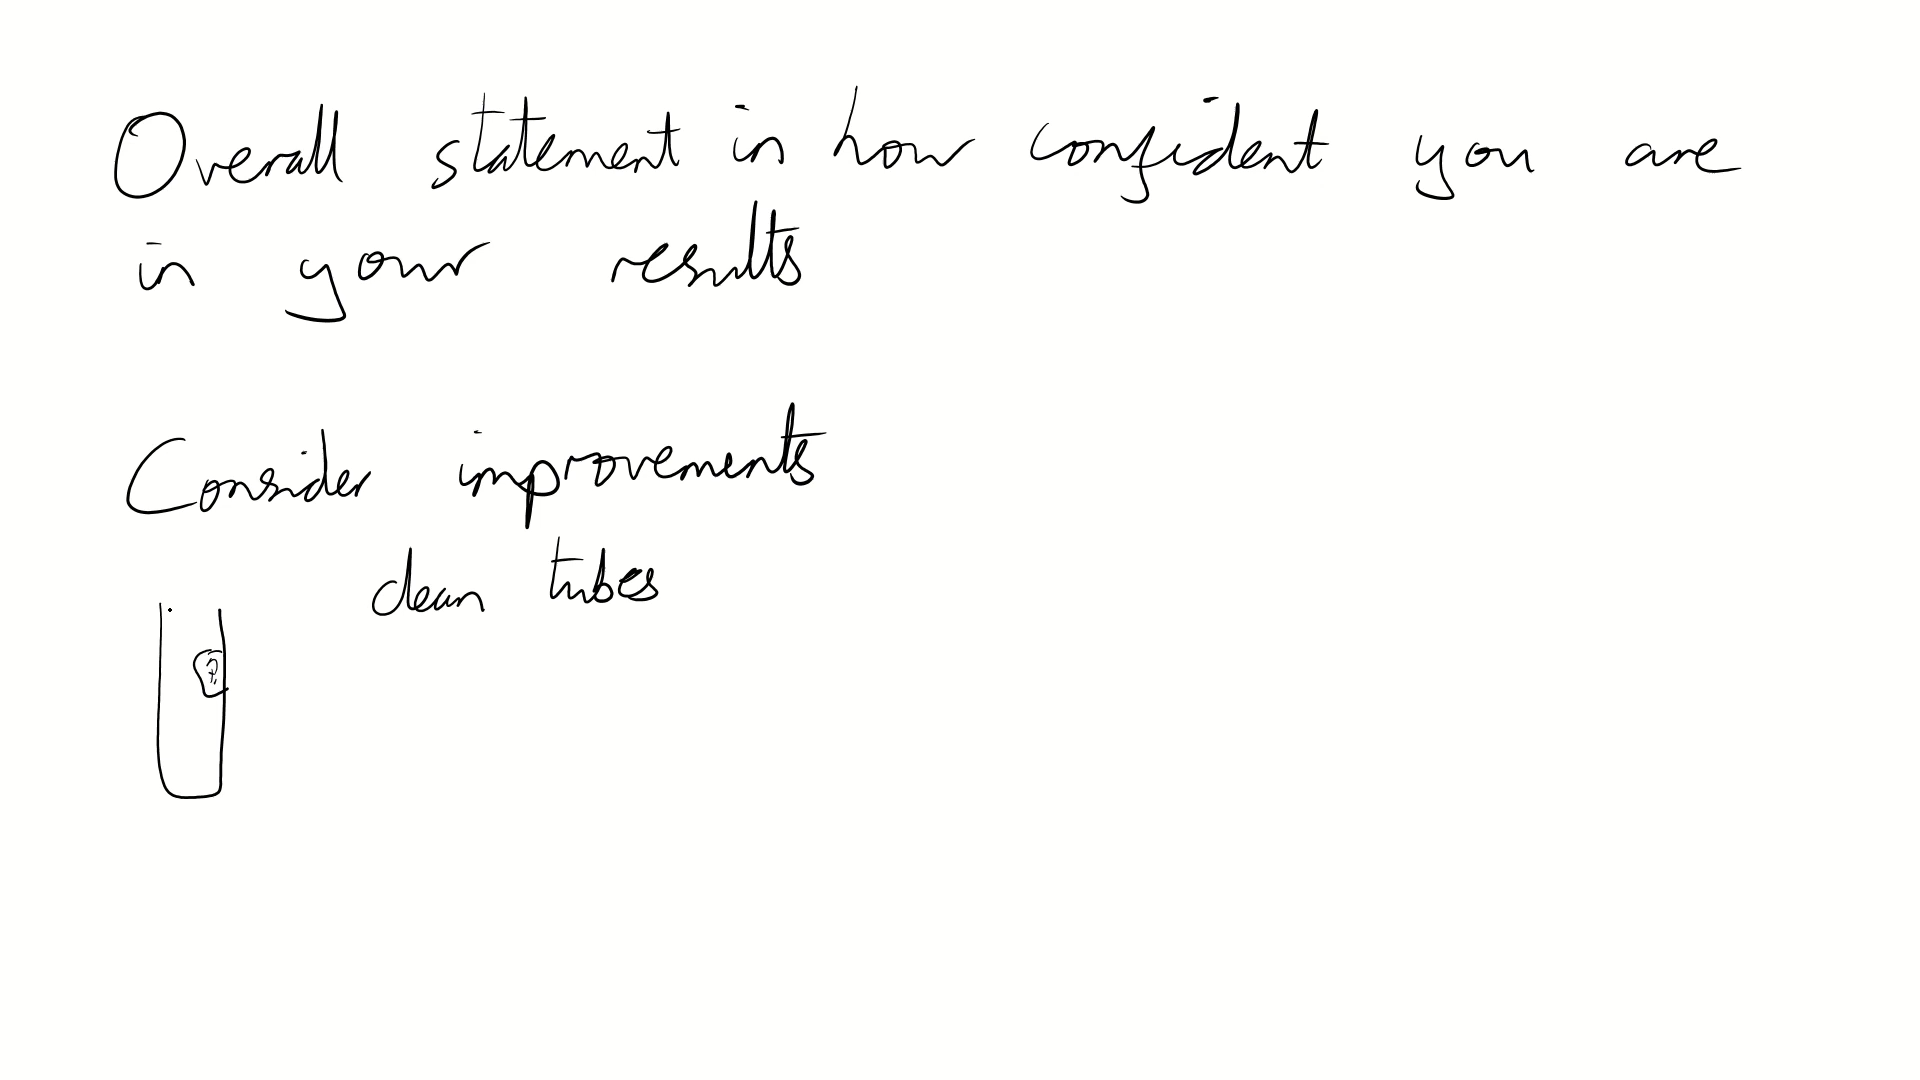 Overall statement in how confident you are
in your results
Consider improvements
clean tubes